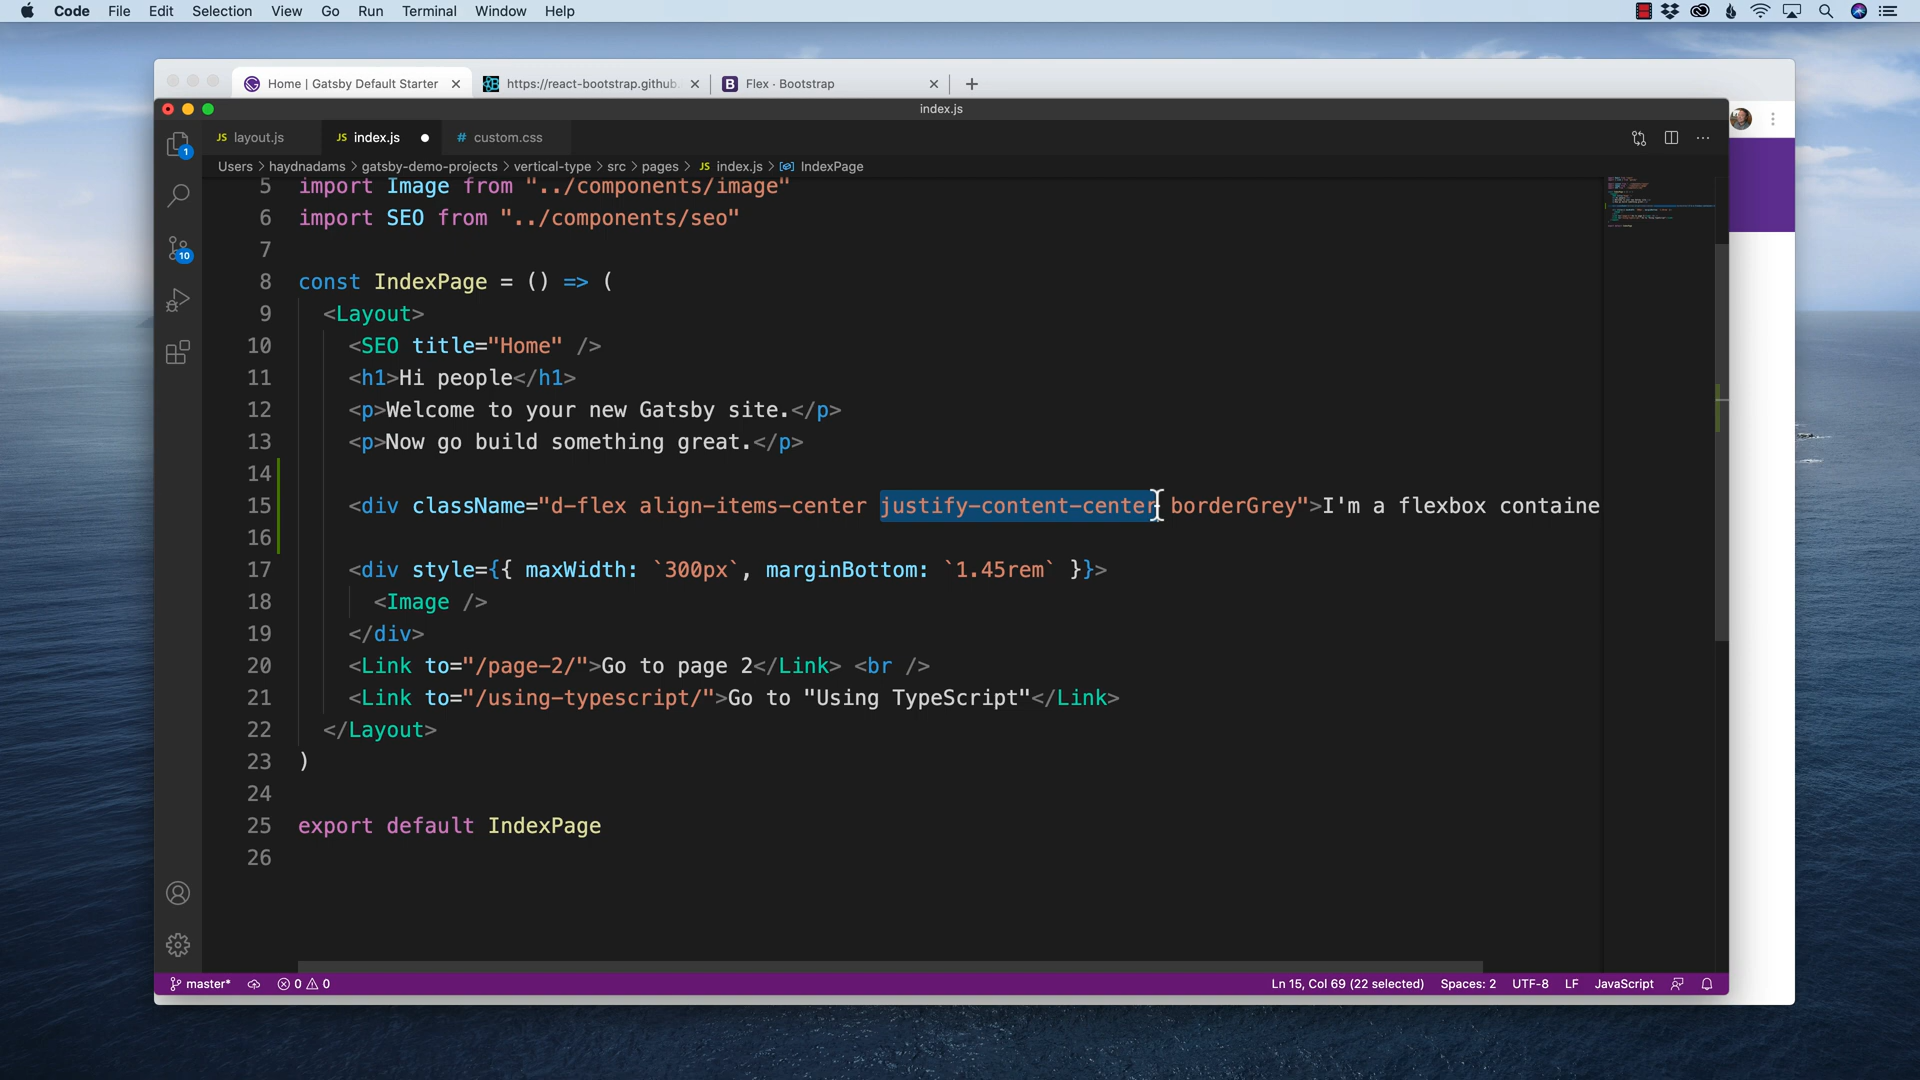 Code File Edit Selection View Go Run Terminal Window Help
Home | Gatsby Default Starter
https://react-bootstrap.github.
Flex · Bootstrap
index.js
JS layout.js
JS index.js
# custom.css
Users > haydnadams > gatsby-demo-projects > vertical-type > src > pages > JS index.js > IndexPage
1
10
5 import Image from "../components/image"
6 import SEO from "../components/seo"
7
8 const IndexPage = () => (
9 <Layout>
10 <SEO title="Home" />
11 <h1>Hi people</h1>
12 <p>Welcome to your new Gatsby site.</p>
13 <p>Now go build something great.</p>
14
15 <div className="d-flex align-items-center justify-content-center borderGrey">I'm a flexbox containe
16
17 <div style={{ maxWidth: `300px`, marginBottom: `1.45rem` }}>
18 <Image />
19 </div>
20 <Link to="/page-2/">Go to page 2</Link> <br />
21 <Link to="/using-typescript/">Go to "Using TypeScript"</Link>
22 </Layout>
23 )
24
25 export default IndexPage
26
master* 0 0 Ln 15, Col 69 (22 selected) Spaces: 2 UTF-8 LF JavaScript